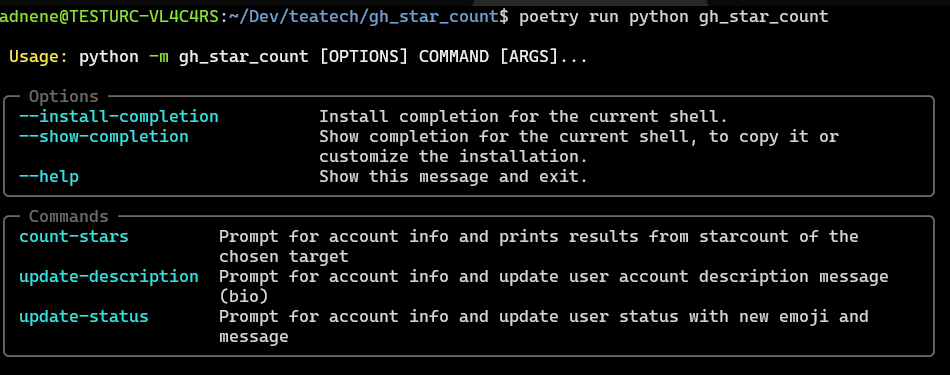 adnene@TESTURC-VL4C4RS:~/Dev/teatech/gh_star_count$ poetry run python gh_star_count
Usage: python -m gh_star_count [OPTIONS] COMMAND [ARGS]...
Options
--install-completion Install completion for the current shell.
--show-completion Show completion for the current shell, to copy it or
customize the installation.
--help Show this message and exit.
Commands
count-stars Prompt for account info and prints results from starcount of the
chosen target
update-description Prompt for account info and update user account description message
(bio)
update-status Prompt for account info and update user status with new emoji and
message